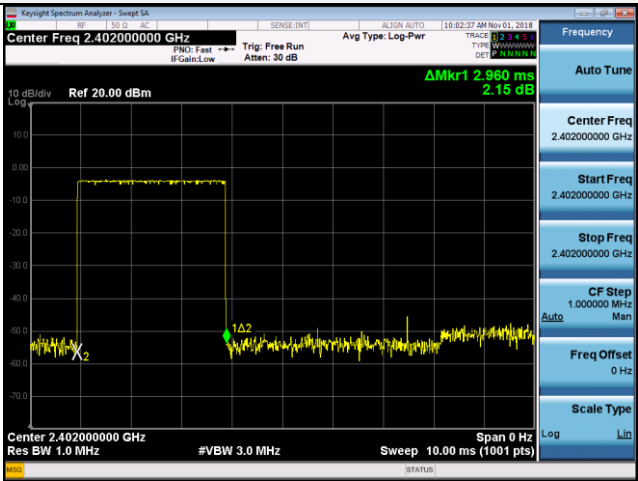 Keysight Spectrum Analyzer - Swept SA
RF 50 Ω AC SENSE:INT ALIGN AUTO 10:02:37 AM Nov 01, 2018
Center Freq 2.402000000 GHz
PNO: Fast
IFGain:Low
Trig: Free Run
Atten: 30 dB
Avg Type: Log-Pwr
TRACE 1 2 3 4 5 6
TYPE WWWWWW
DET P N N N N N
ΔMkr1 2.960 ms
2.15 dB
10 dB/div Ref 20.00 dBm
Log
10.0
0.00
-10.0
-20.0
-30.0
-40.0
-50.0
-60.0
-70.0
1Δ2
2
Center 2.402000000 GHz Span 0 Hz
Res BW 1.0 MHz #VBW 3.0 MHz Sweep 10.00 ms (1001 pts)
MSG STATUS
Frequency
Auto Tune
Center Freq
2.402000000 GHz
Start Freq
2.402000000 GHz
Stop Freq
2.402000000 GHz
CF Step
1.000000 MHz
Auto Man
Freq Offset
0 Hz
Scale Type
Log Lin